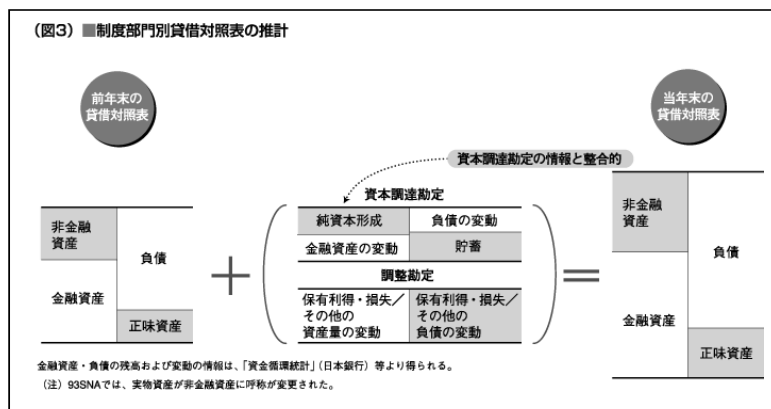 (図3) ■制度部門別貸借対照表の推計
前年末の
貸借対照表
当年末の
貸借対照表
資本調達勘定の情報と整合的
非金融
資産
金融資産
負債
正味資産
＋
資本調達勘定
純資本形成
負債の変動
金融資産の変動
貯蓄
調整勘定
保有利得・損失／
その他の
資産量の変動
保有利得・損失／
その他の
負債の変動
＝
非金融
資産
金融資産
負債
正味資産
金融資産・負債の残高および変動の情報は、「資金循環統計」（日本銀行）等より得られる。
（注）93SNAでは、実物資産が非金融資産に呼称が変更された。